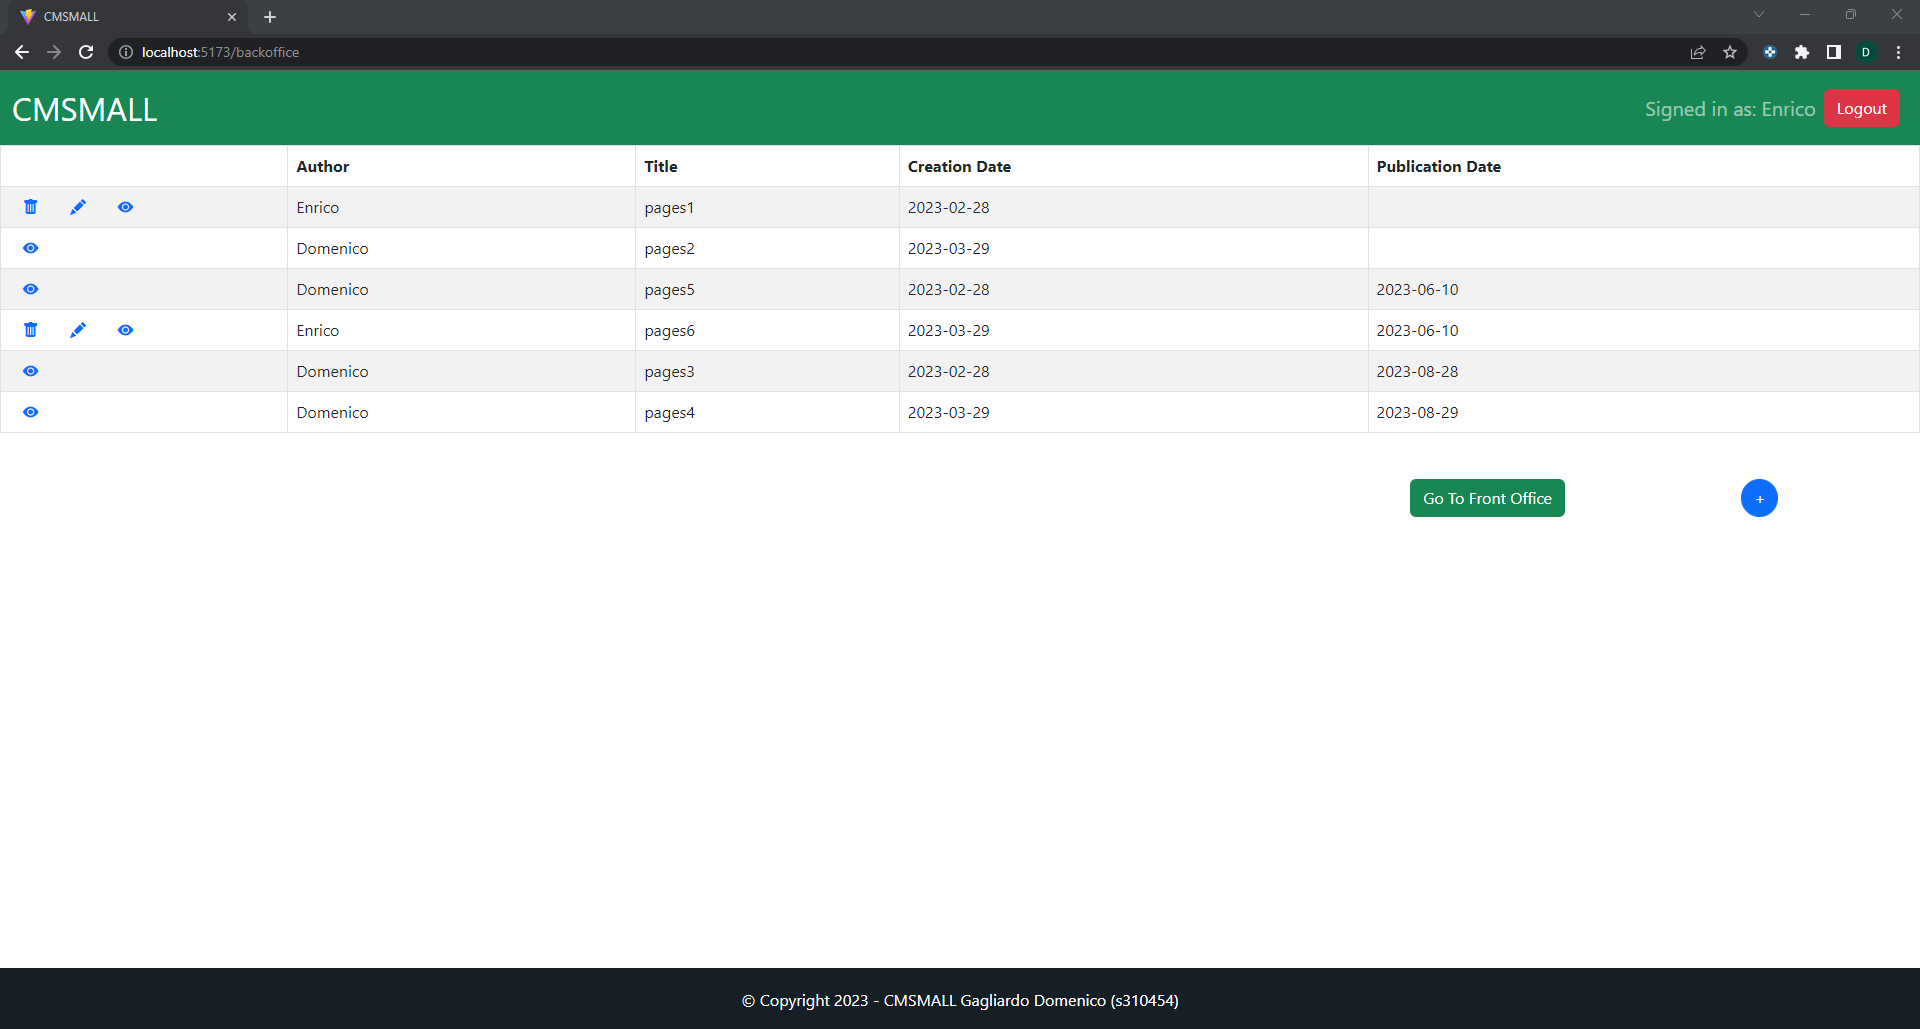 CMSMALL
localhost:5173/backoffice
D
CMSMALL Signed in as: Enrico Logout
Author Title Creation Date Publication Date
Enrico pages1 2023-02-28
Domenico pages2 2023-03-29
Domenico pages5 2023-02-28 2023-06-10
Enrico pages6 2023-03-29 2023-06-10
Domenico pages3 2023-02-28 2023-08-28
Domenico pages4 2023-03-29 2023-08-29
Go To Front Office +
© Copyright 2023 - CMSMALL Gagliardo Domenico (s310454)